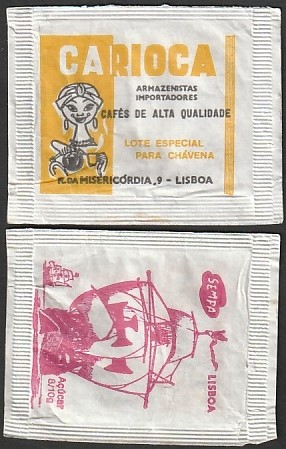 CARIOCA
ARMAZENISTAS
IMPORTADORES
CAFÉS DE ALTA QUALIDADE
LOTE ESPECIAL
PARA CHÁVENA
R. DA MISERICÓRDIA, 9 - LISBOA
SEMPA
LISBOA
Açúcar
8/10g